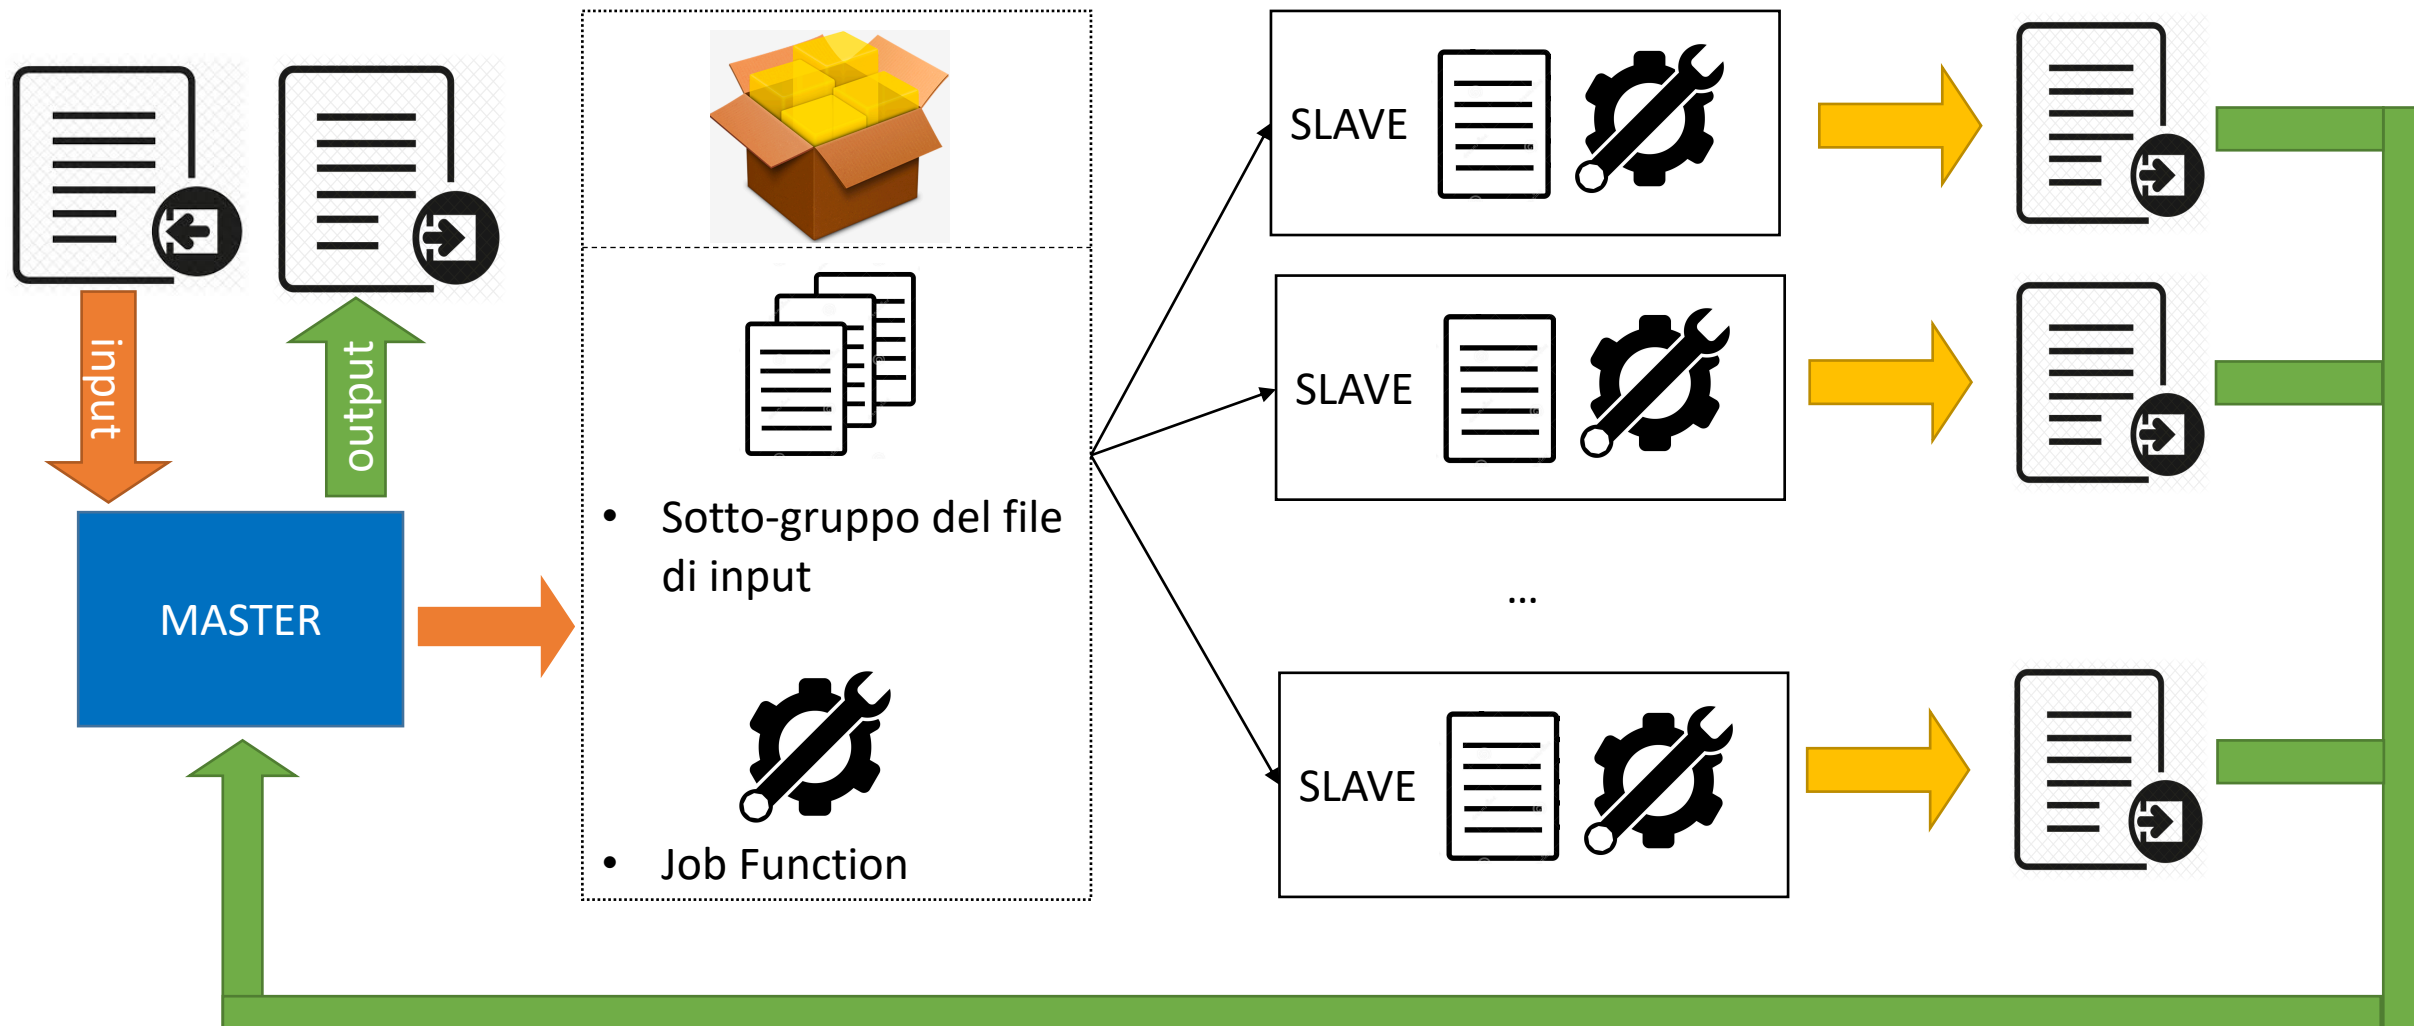 input
output
MASTER
• Sotto-gruppo del file
di input
• Job Function
SLAVE
SLAVE
...
SLAVE